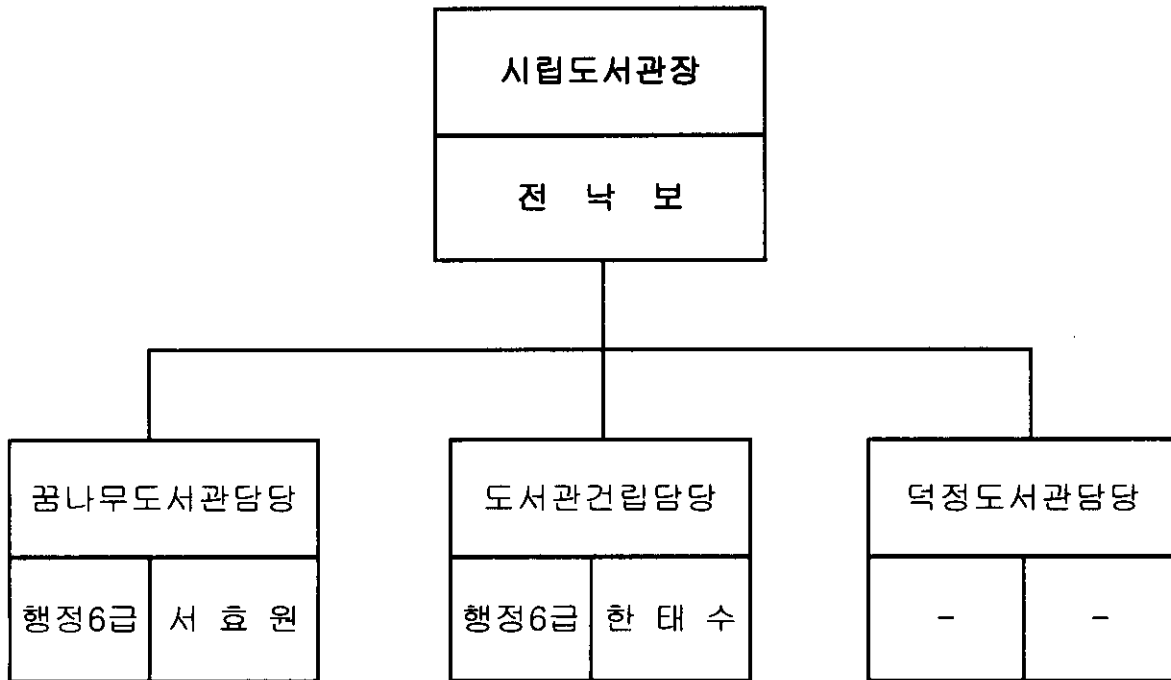 시립도서관장
전 낙 보
꿈나무도서관담당 도서관건립담당 덕정도서관담당
행정6급 서 효 원 행정6급 한 태 수 - -